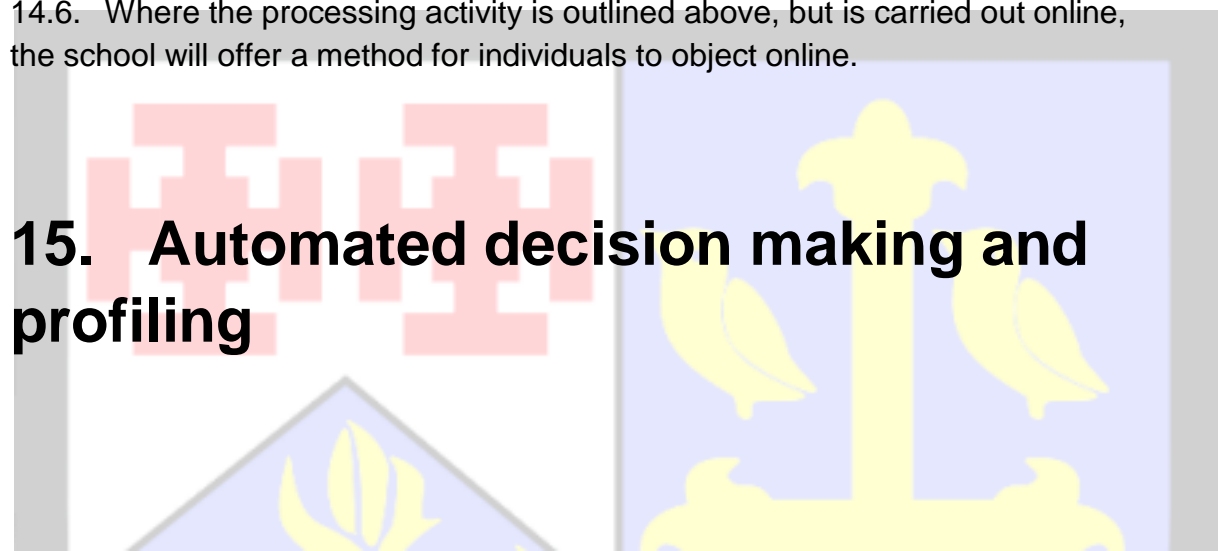 14.6. Where the processing activity is outlined above, but is carried out online,
the school will offer a method for individuals to object online.
15. Automated decision making and
profiling